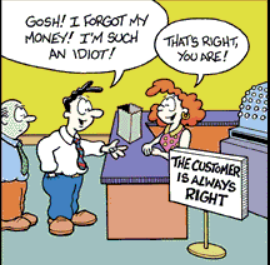 GOSH! I FORGOT MY
MONEY! I'M SUCH
AN IDIOT!
THAT'S RIGHT,
YOU ARE!
THE CUSTOMER
IS ALWAYS
RIGHT